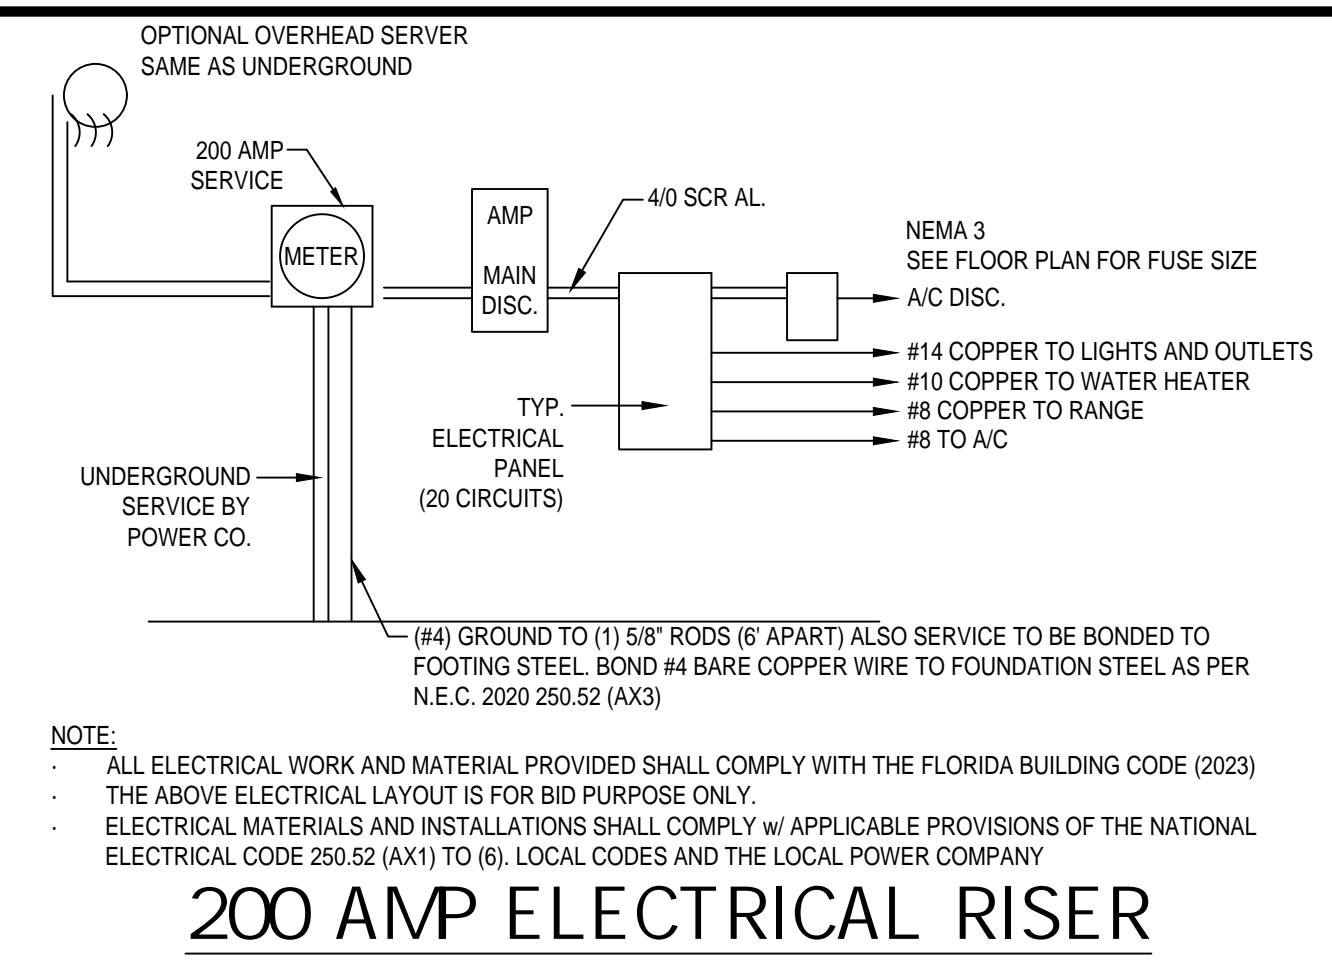 OPTIONAL OVERHEAD SERVER
SAME AS UNDERGROUND
200 AMP
SERVICE
METER
AMP
MAIN
DISC.
4/0 SCR AL.
NEMA 3
SEE FLOOR PLAN FOR FUSE SIZE
A/C DISC.
#14 COPPER TO LIGHTS AND OUTLETS
#10 COPPER TO WATER HEATER
#8 COPPER TO RANGE
#8 TO A/C
TYP.
ELECTRICAL
PANEL
(20 CIRCUITS)
UNDERGROUND
SERVICE BY
POWER CO.
(#4) GROUND TO (1) 5/8" RODS (6' APART) ALSO SERVICE TO BE BONDED TO
FOOTING STEEL. BOND #4 BARE COPPER WIRE TO FOUNDATION STEEL AS PER
N.E.C. 2020 250.52 (AX3)
NOTE:
· ALL ELECTRICAL WORK AND MATERIAL PROVIDED SHALL COMPLY WITH THE FLORIDA BUILDING CODE (2023)
· THE ABOVE ELECTRICAL LAYOUT IS FOR BID PURPOSE ONLY.
· ELECTRICAL MATERIALS AND INSTALLATIONS SHALL COMPLY w/ APPLICABLE PROVISIONS OF THE NATIONAL
ELECTRICAL CODE 250.52 (AX1) TO (6). LOCAL CODES AND THE LOCAL POWER COMPANY
200 AMP ELECTRICAL RISER